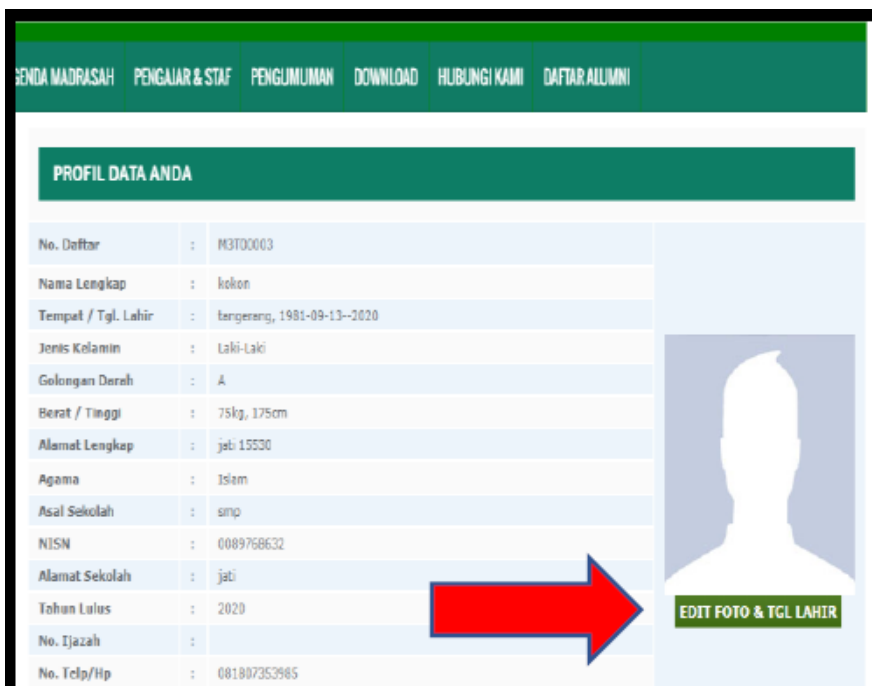 GENDA MADRASAH PENGAJAR & STAF PENGUMUMAN DOWNLOAD HUBUNGI KAMI DAFTAR ALUMNI
PROFIL DATA ANDA
No. Daftar : M3T00003
Nama Lengkap : kokon
Tempat / Tgl. Lahir : tangerang, 1981-09-13--2020
Jenis Kelamin : Laki-Laki
Golongan Darah : A
Berat / Tinggi : 75kg, 175cm
Alamat Lengkap : jati 15530
Agama : Islam
Asal Sekolah : smp
NISN : 0089768632
Alamat Sekolah : jati
Tahun Lulus : 2020
EDIT FOTO & TGL LAHIR
No. Ijazah :
No. Telp/Hp : 081807353985